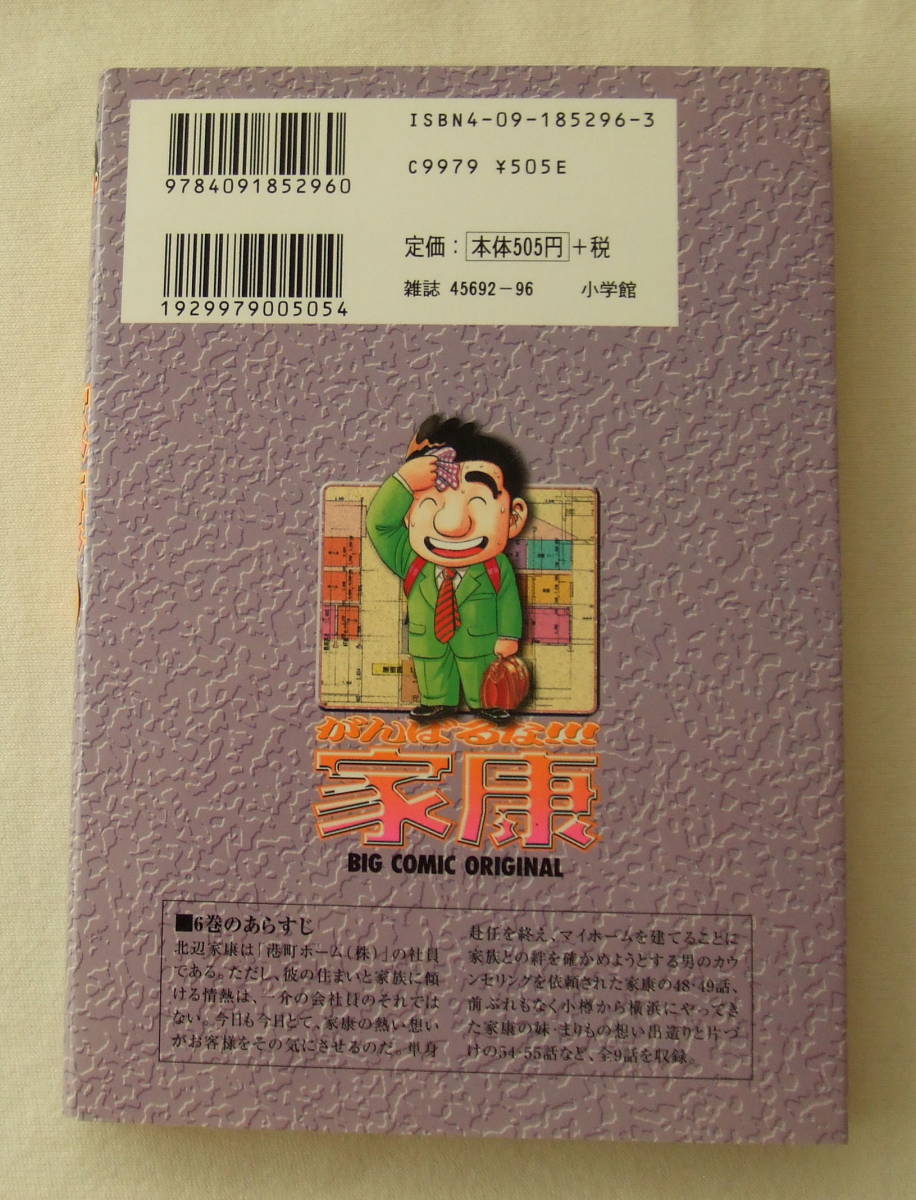 ISBN4-09-185296-3
9784091852960
C9979 ¥505E
定価：本体505円＋税
1929979005054
雑誌 45692-96 小学館
がんばるな!!!
家康
BIG COMIC ORIGINAL
■6巻のあらすじ
北辺家康は「港町ホーム（株）」の社員
である。ただし、彼の住まいと家族に傾
ける情熱は、一介の会社員のそれでは
ない。今日も今日とて、家康の熱い想い
がお客様をその気にさせるのだ。単身
赴任を終え、マイホームを建てることに
家族との絆を確かめようとする男のカウ
ンセリングを依頼された家康の48・49話、
前ぶれもなく小樽から横浜にやってき
た家康の妹・まりもの想い出造りと片づ
けの54・55話など、全9話を収録。